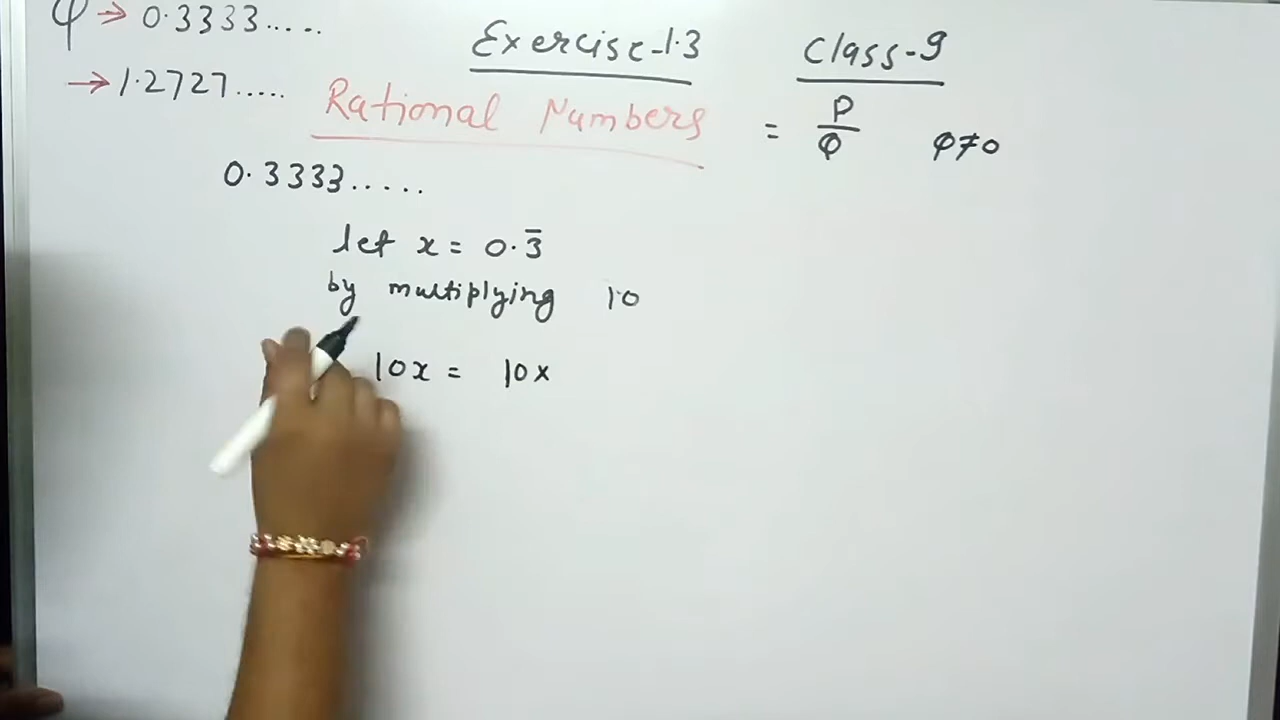 φ → 0.3333.....
Exercise-1.3
Class-9
→ 1.2727.....
Rational Numbers = P/Q Q≠0
0.3333.....
let x = 0.3̅
by multiplying 10
10x = 10x